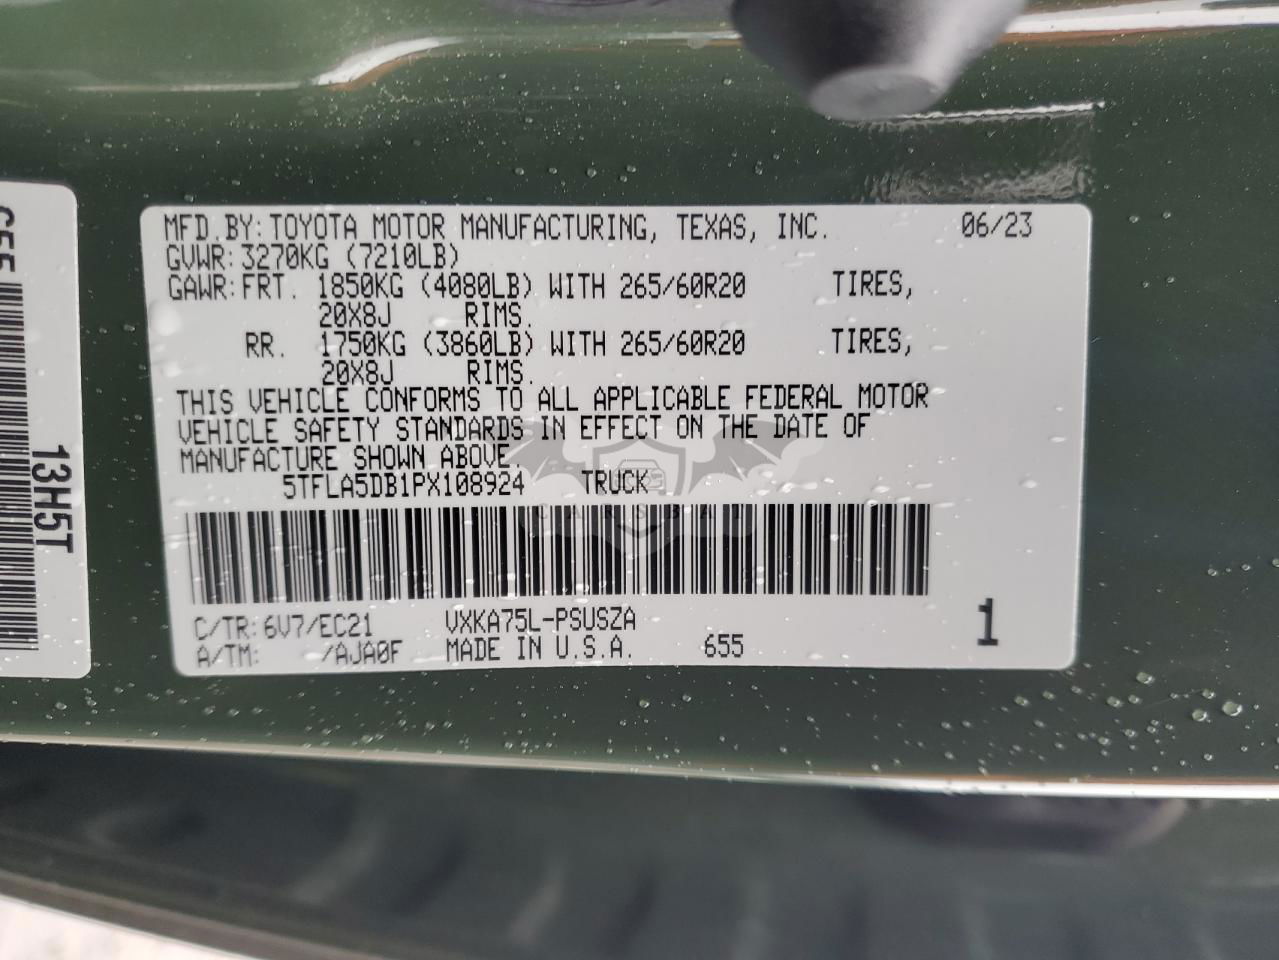 MFD.BY: TOYOTA MOTOR MANUFACTURING, TEXAS, INC. 06/23
GVWR: 3270KG (7210LB)
GAWR: FRT. 1850KG (4080LB) WITH 265/60R20 TIRES,
20X8J RIMS.
RR. 1750KG (3860LB) WITH 265/60R20 TIRES,
20X8J RIMS.
THIS VEHICLE CONFORMS TO ALL APPLICABLE FEDERAL MOTOR
VEHICLE SAFETY STANDARDS IN EFFECT ON THE DATE OF
MANUFACTURE SHOWN ABOVE.
5TFLA5DB1PX108924 TRUCK
CARSBAT
C/TR: 6V7/EC21 VXKA75L-PSUSZA
A/TM: /AJA0F MADE IN U.S.A. 655
1
13H5T